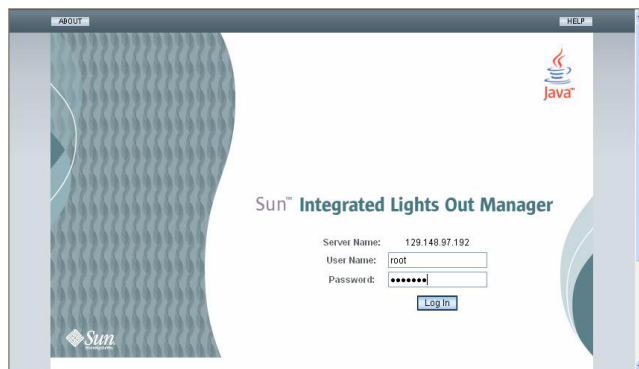 ABOUT
HELP
Java™
Sun™ Integrated Lights Out Manager
Server Name: 129.148.97.192
User Name: root
Password: •••••••
Log In
Sun